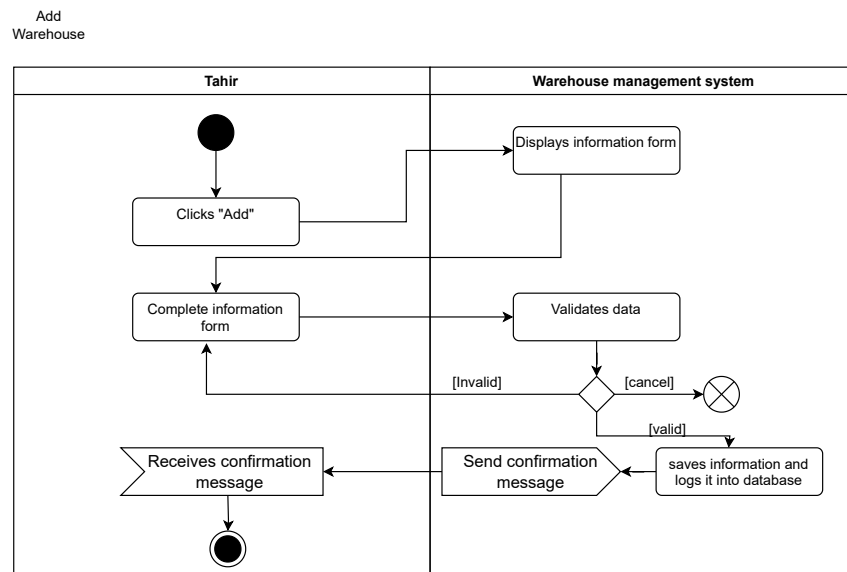 Add
Warehouse
Tahir
Warehouse management system
Displays information form
Clicks "Add"
Complete information
form
Validates data
[Invalid]
[cancel]
[valid]
Receives confirmation
message
Send confirmation
message
saves information and
logs it into database